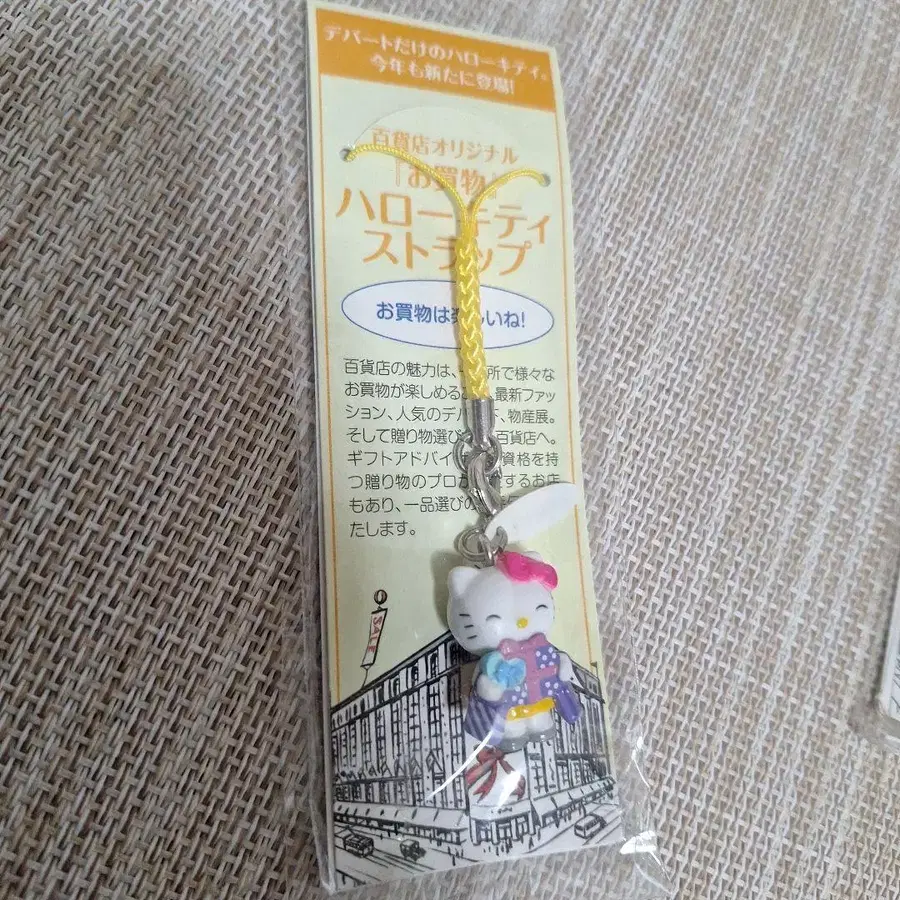 デパートだけのハローキティ。
今年も新たに登場!
百貨店オリジナル
『お買物』
ハローキティ
ストラップ
お買物は楽しいね!
百貨店の魅力は、 所で様々な
お買物が楽しめる 最新ファッ
ション、人気のデ 、物産展。
そして贈り物選び 百貨店へ。
ギフトアドバイ 資格を持
つ贈り物のプロが するお店
もあり、一品選びの
たします。
SALE